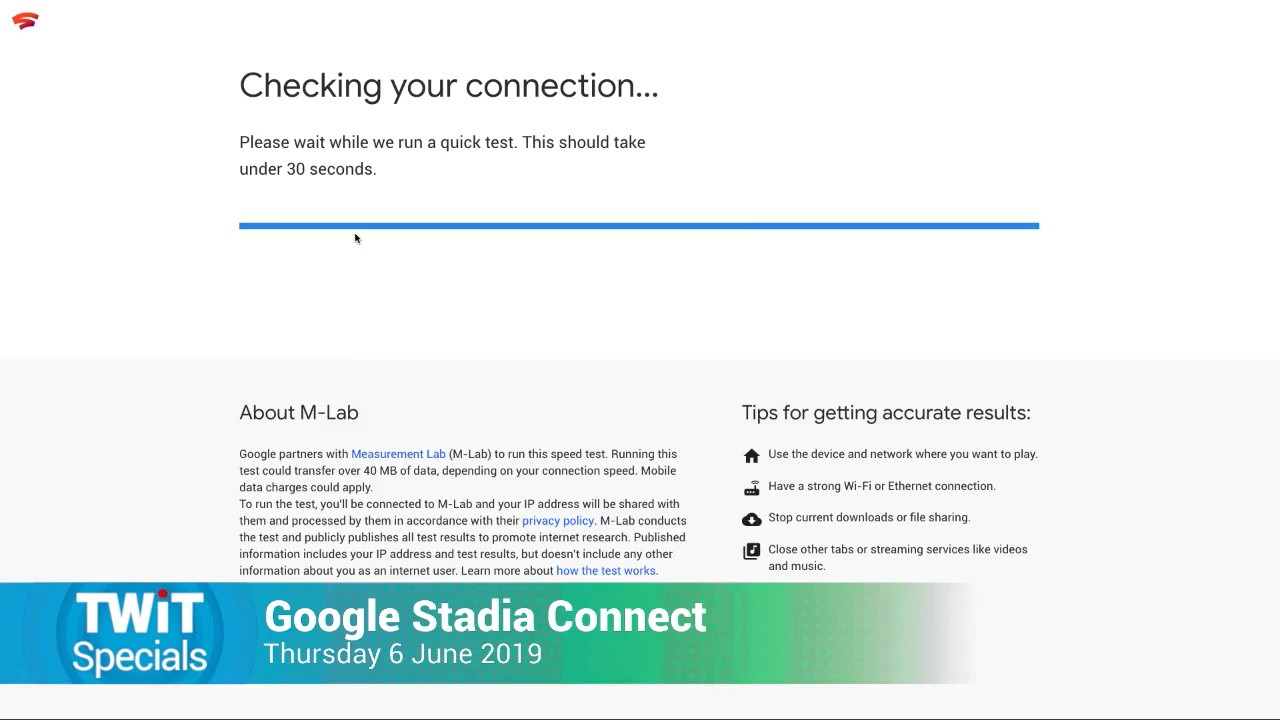 Checking your connection...
Please wait while we run a quick test. This should take
under 30 seconds.
About M-Lab
Google partners with Measurement Lab (M-Lab) to run this speed test. Running this
test could transfer over 40 MB of data, depending on your connection speed. Mobile
data charges could apply.
To run the test, you'll be connected to M-Lab and your IP address will be shared with
them and processed by them in accordance with their privacy policy. M-Lab conducts
the test and publicly publishes all test results to promote internet research. Published
information includes your IP address and test results, but doesn't include any other
information about you as an internet user. Learn more about how the test works.
Tips for getting accurate results:
Use the device and network where you want to play.
Have a strong Wi-Fi or Ethernet connection.
Stop current downloads or file sharing.
Close other tabs or streaming services like videos
and music.
TWiT
Specials
Google Stadia Connect
Thursday 6 June 2019